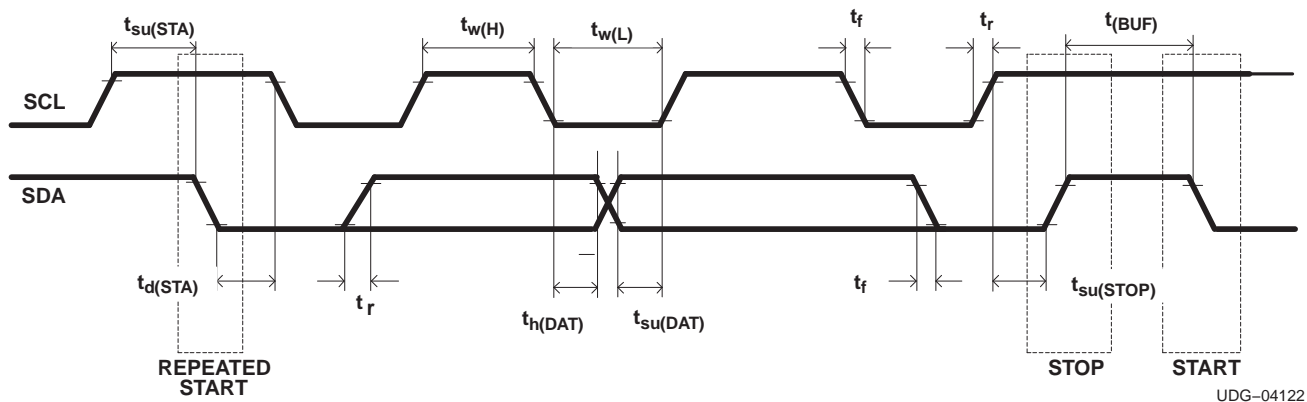 tsu(STA)
tw(H)
tw(L)
tf
tr
t(BUF)
SCL
SDA
td(STA)
tr
th(DAT)
tsu(DAT)
tf
tsu(STOP)
REPEATED
START
STOP
START
UDG–04122